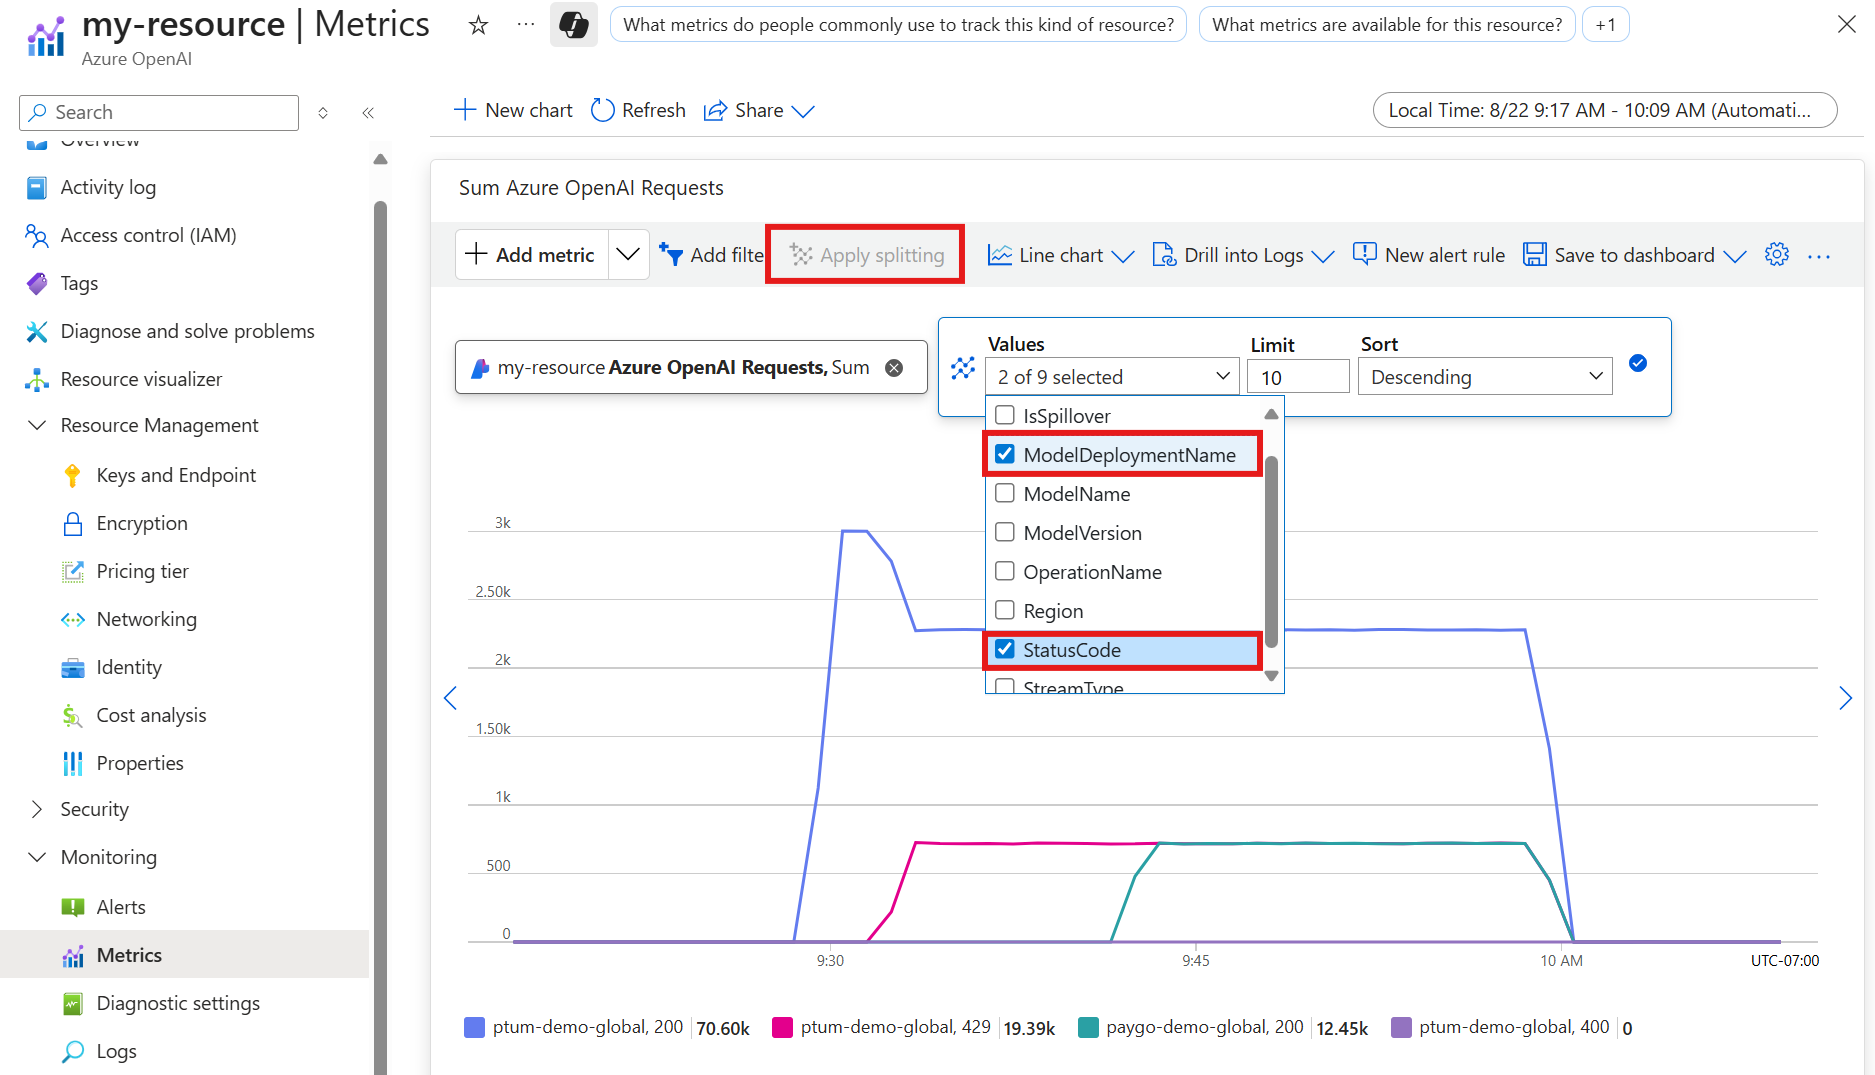 my-resource | Metrics
Azure OpenAI
What metrics do people commonly use to track this kind of resource?
What metrics are available for this resource?
+1
Search
New chart
Refresh
Share
Local Time: 8/22 9:17 AM - 10:09 AM (Automati...
Overview
Activity log
Access control (IAM)
Tags
Diagnose and solve problems
Resource visualizer
Resource Management
Keys and Endpoint
Encryption
Pricing tier
Networking
Identity
Cost analysis
Properties
Security
Monitoring
Alerts
Metrics
Diagnostic settings
Logs
Sum Azure OpenAI Requests
Add metric
Add filte
Apply splitting
Line chart
Drill into Logs
New alert rule
Save to dashboard
my-resource Azure OpenAI Requests, Sum
Values
2 of 9 selected
Limit
10
Sort
Descending
IsSpillover
ModelDeploymentName
ModelName
ModelVersion
OperationName
Region
StatusCode
StreamType
3k
2.50k
2k
1.50k
1k
500
0
9:30
9:45
10 AM
UTC-07:00
ptum-demo-global, 200 70.60k
ptum-demo-global, 429 19.39k
paygo-demo-global, 200 12.45k
ptum-demo-global, 400 0